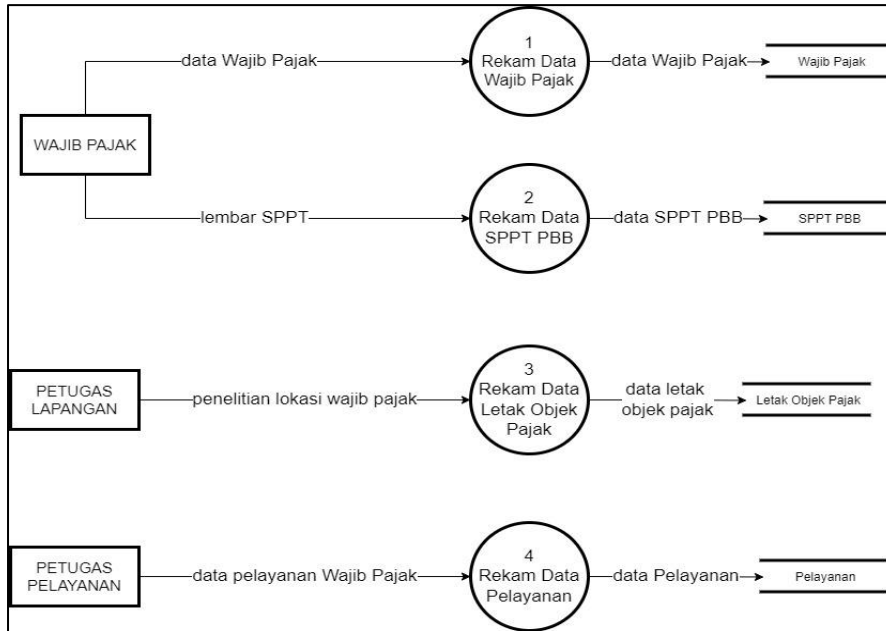 data Wajib Pajak
1
Rekam Data
Wajib Pajak
data Wajib Pajak
Wajib Pajak
WAJIB PAJAK
lembar SPPT
2
Rekam Data
SPPT PBB
data SPPT PBB
SPPT PBB
PETUGAS
LAPANGAN
penelitian lokasi wajib pajak
3
Rekam Data
Letak Objek
Pajak
data letak
objek pajak
Letak Objek Pajak
PETUGAS
PELAYANAN
data pelayanan Wajib Pajak
4
Rekam Data
Pelayanan
data Pelayanan
Pelayanan